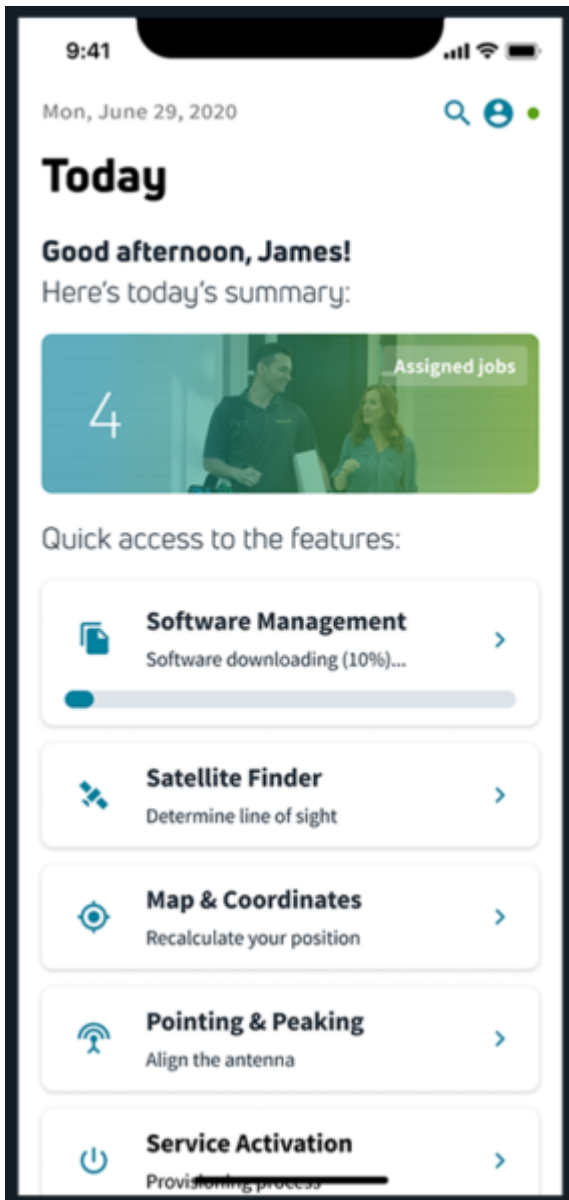 9:41
Mon, June 29, 2020
Today
Good afternoon, James!
Here's today's summary:
Assigned jobs
4
Quick access to the features:
Software Management
Software downloading (10%)...
Satellite Finder
Determine line of sight
Map & Coordinates
Recalculate your position
Pointing & Peaking
Align the antenna
Service Activation
Provisioning process